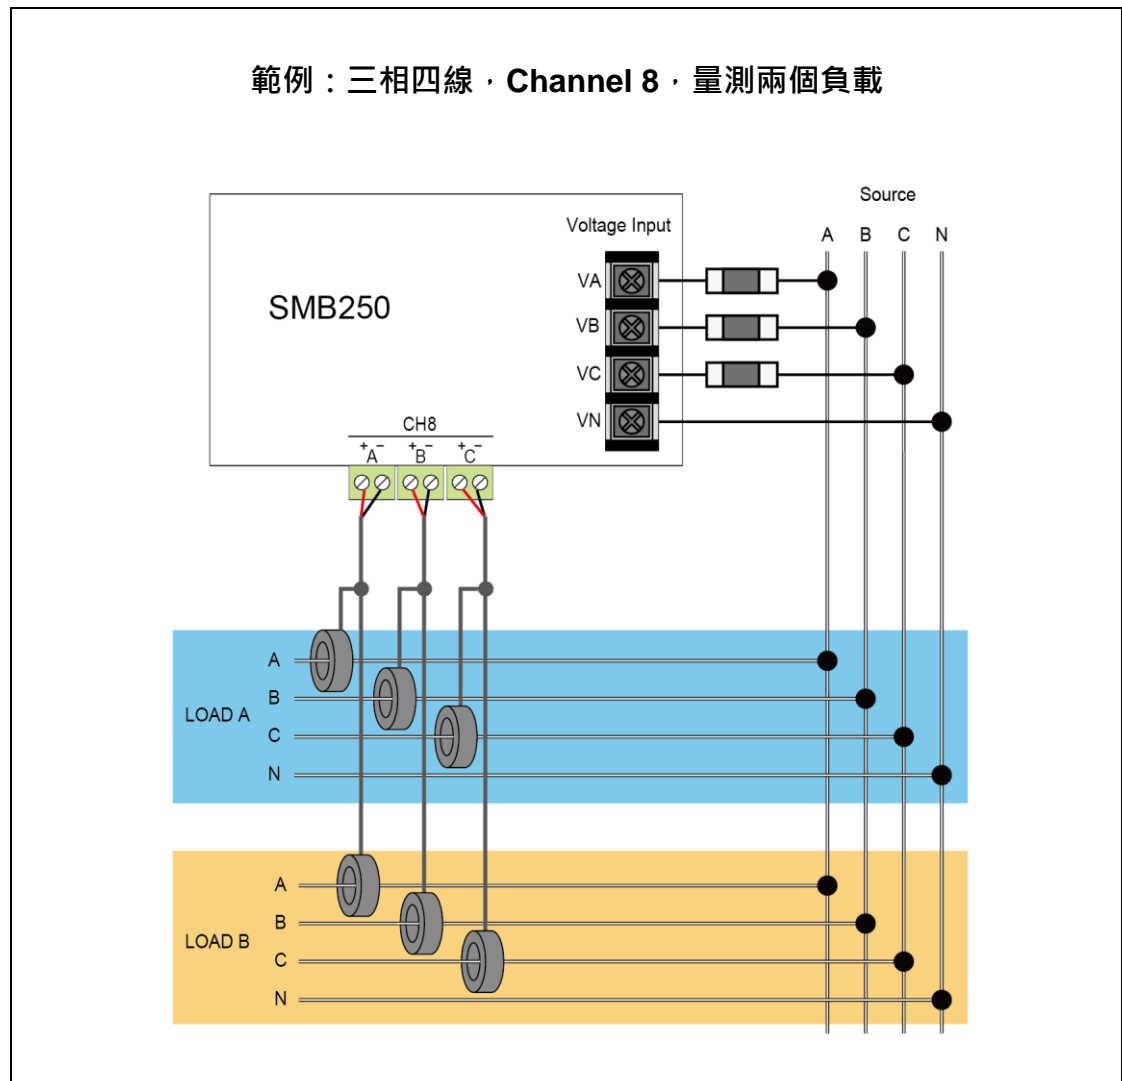 範例：三相四線，Channel 8，量測兩個負載
Source
Voltage Input
A B C N
VA
SMB250
VB
VC
VN
CH8
+ − + − + −
A B C
LOAD A
A
B
C
N
LOAD B
A
B
C
N